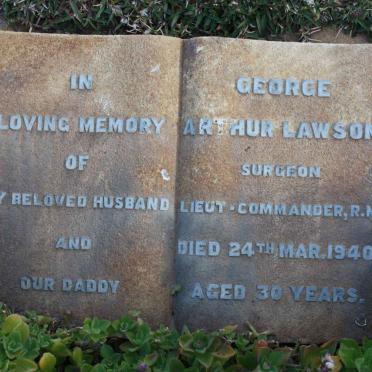 IN
LOVING MEMORY
OF
Y BELOVED HUSBAND
AND
OUR DADDY
GEORGE
ARTHUR LAWSON
SURGEON
LIEUT-COMMANDER, R.N
DIED 24TH MAR. 1940
AGED 30 YEARS.